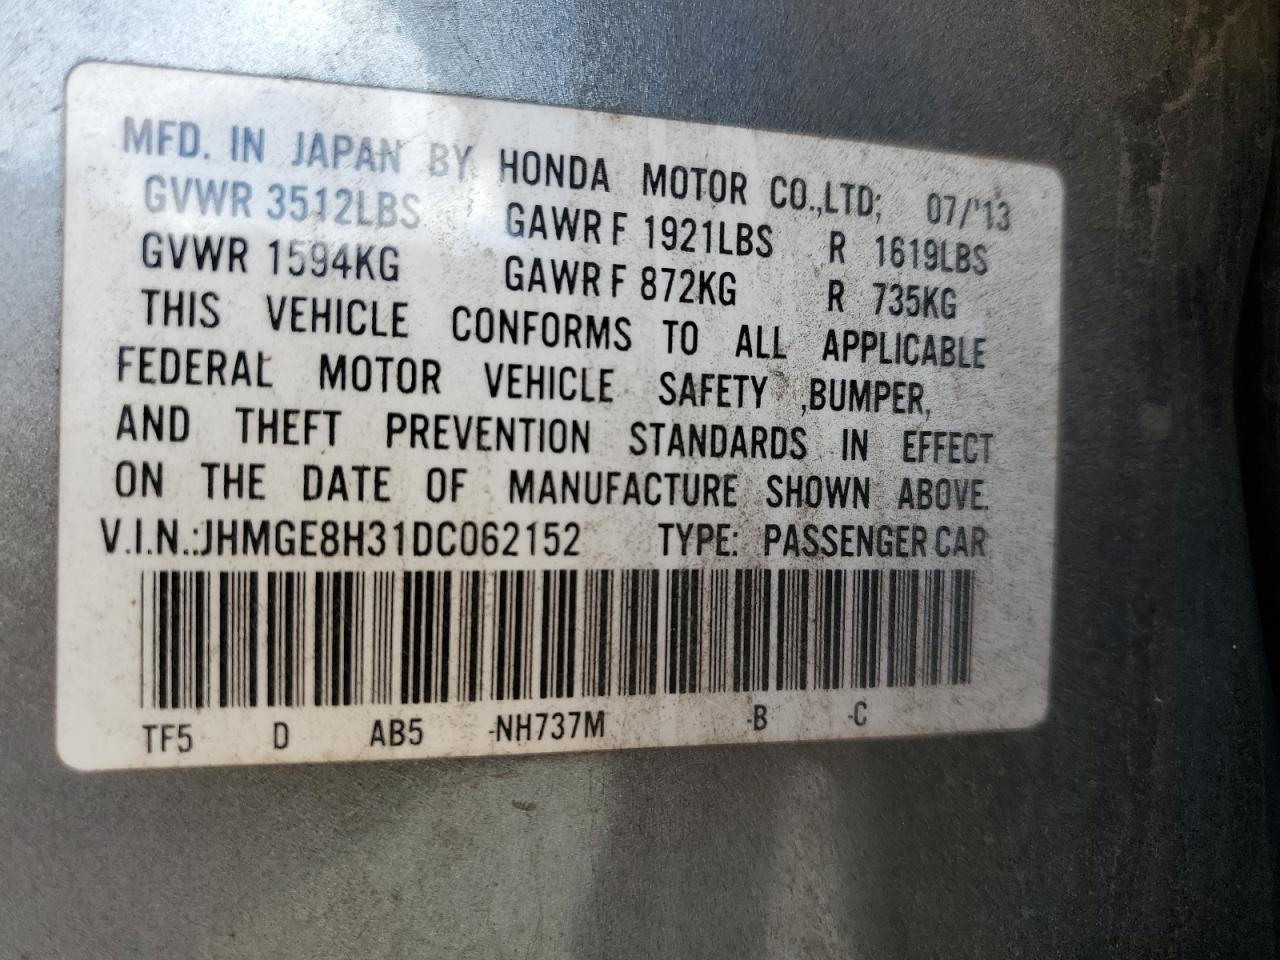 MFD. IN JAPAN BY HONDA MOTOR CO.,LTD; 07/'13
GVWR 3512LBS GAWR F 1921LBS R 1619LBS
GVWR 1594KG GAWR F 872KG R 735KG
THIS VEHICLE CONFORMS TO ALL APPLICABLE
FEDERAL MOTOR VEHICLE SAFETY ,BUMPER,
AND THEFT PREVENTION STANDARDS IN EFFECT
ON THE DATE OF MANUFACTURE SHOWN ABOVE.
V.I.N.:JHMGE8H31DC062152 TYPE: PASSENGER CAR
TF5 D AB5 -NH737M -B -C